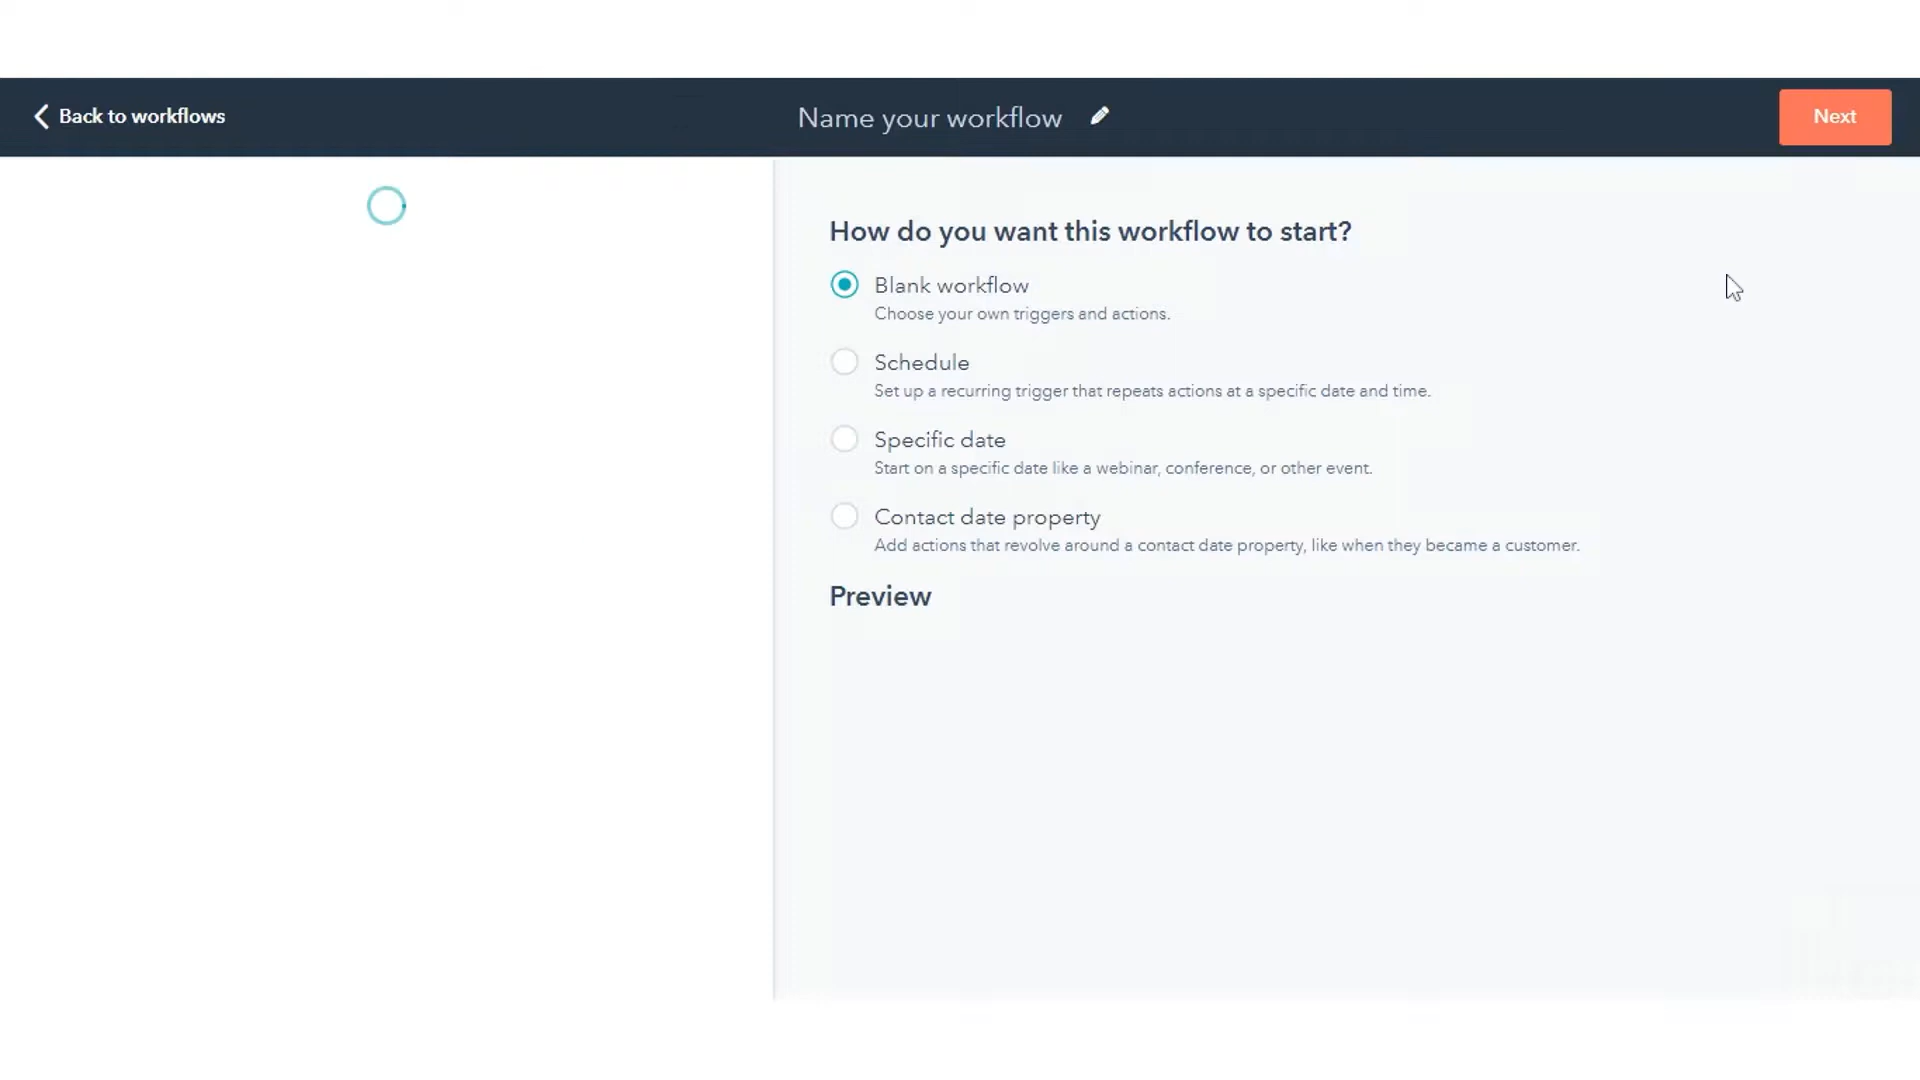 Back to workflows
Name your workflow
Next
How do you want this workflow to start?
Blank workflow
Choose your own triggers and actions.
Schedule
Set up a recurring trigger that repeats actions at a specific date and time.
Specific date
Start on a specific date like a webinar, conference, or other event.
Contact date property
Add actions that revolve around a contact date property, like when they became a customer.
Preview